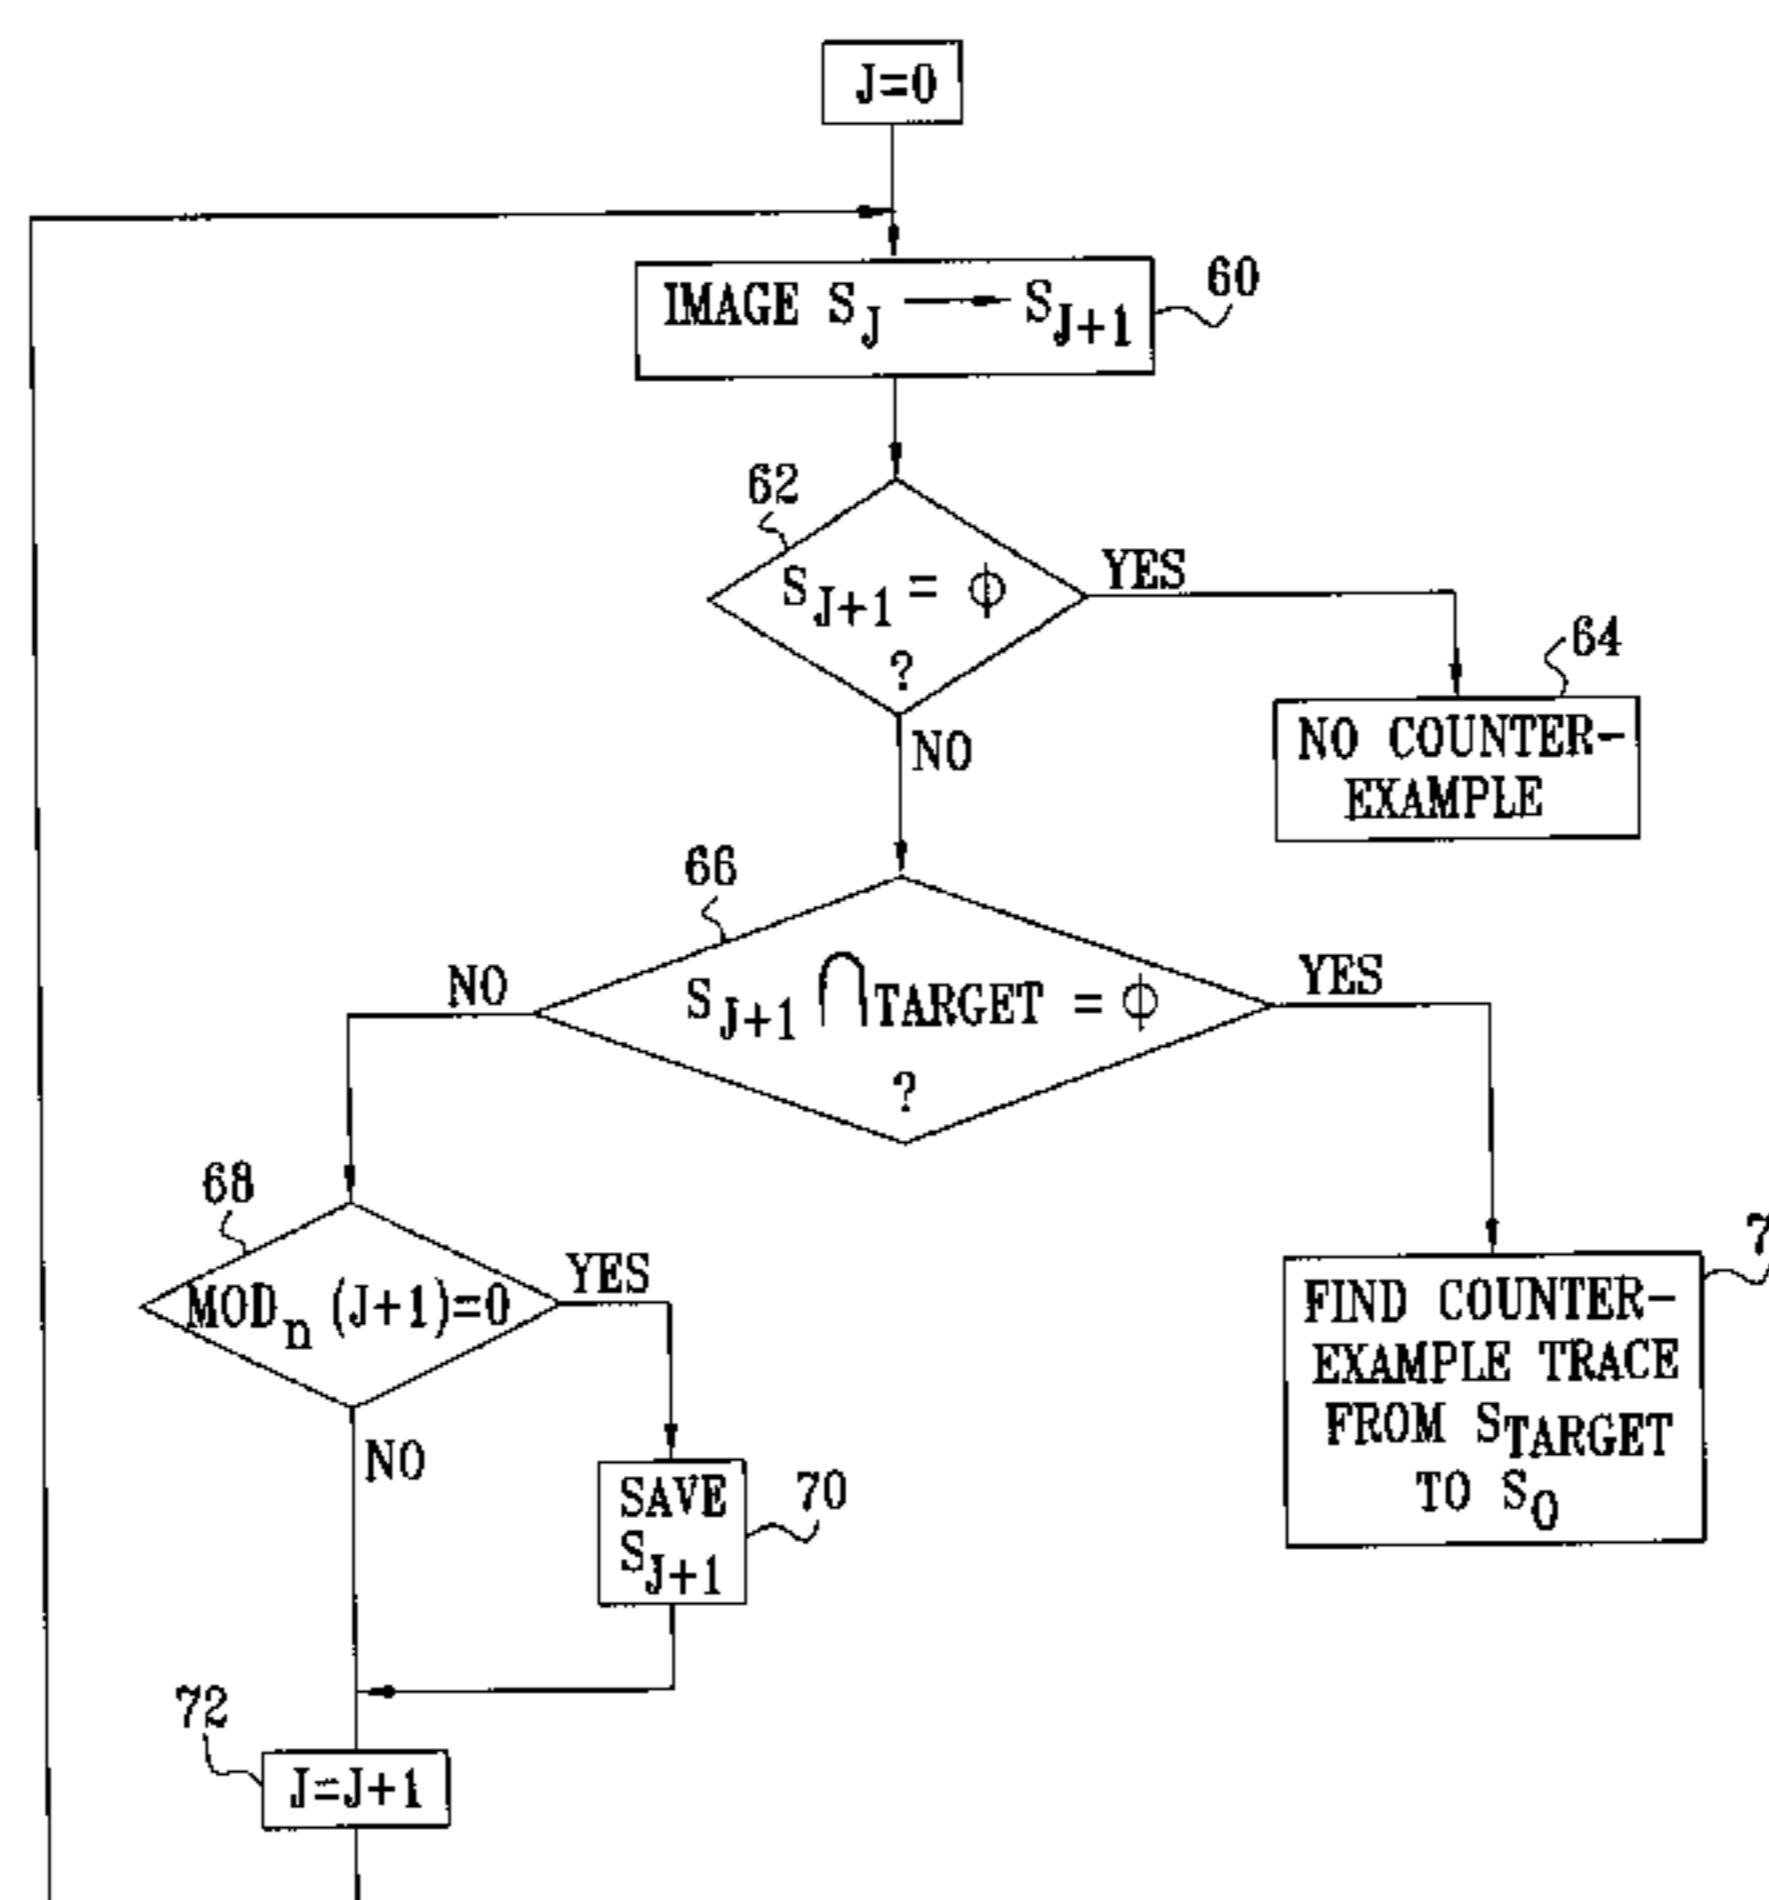 J=0
IMAGE S_J → S_J+1
60
62
S_J+1 = ϕ
?
YES
NO
64
NO COUNTER-
EXAMPLE
66
S_J+1 ⋂ TARGET = ϕ
?
NO
YES
68
MOD_n (J+1)=0
YES
NO
SAVE
S_J+1
70
FIND COUNTER-
EXAMPLE TRACE
FROM S_TARGET
TO S_0
72
J=J+1